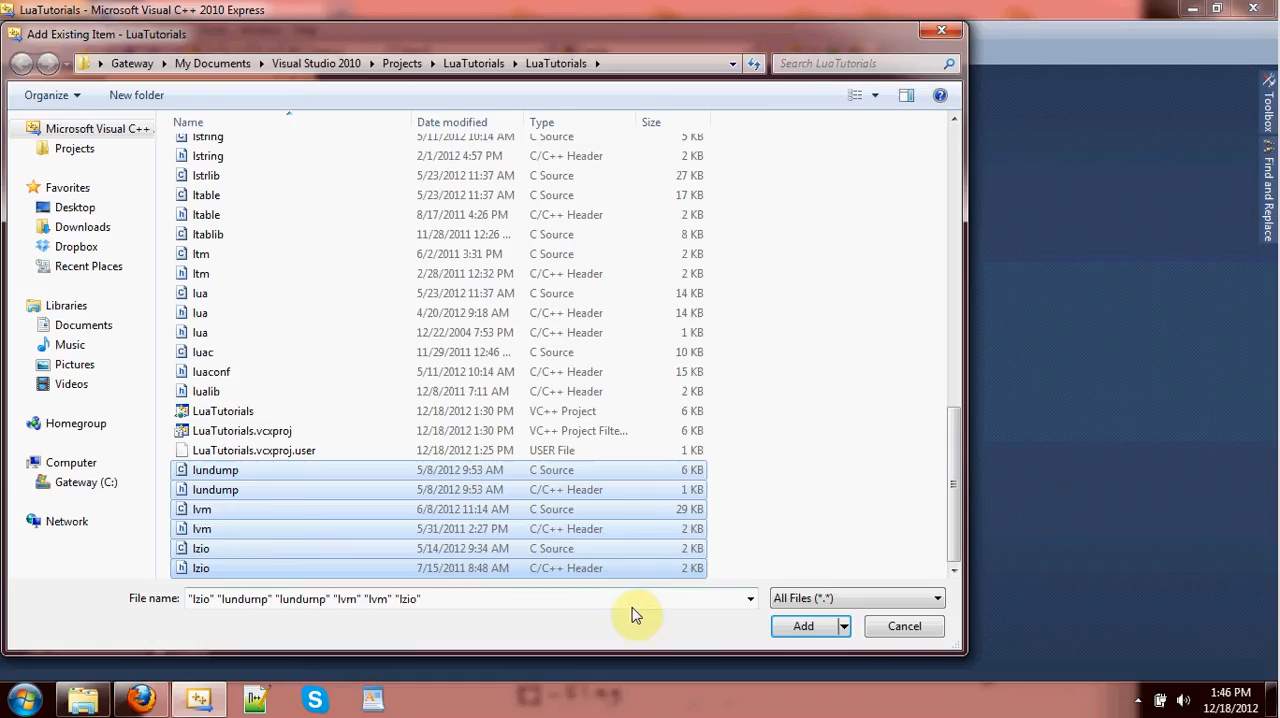 LuaTutorials - Microsoft Visual C++ 2010 Express
Add Existing Item - LuaTutorials
Gateway My Documents Visual Studio 2010 Projects LuaTutorials LuaTutorials Search LuaTutorials
Organize New folder
Name Date modified Type Size
Microsoft Visual C++
Projects
Favorites
Desktop
Downloads
Dropbox
Recent Places
Libraries
Documents
Music
Pictures
Videos
Homegroup
Computer
Gateway (C:)
Network
lstring 5/11/2012 10:14 AM C Source 5 KB
lstring 2/1/2012 4:57 PM C/C++ Header 2 KB
lstrlib 5/23/2012 11:37 AM C Source 27 KB
ltable 5/23/2012 11:37 AM C Source 17 KB
ltable 8/17/2011 4:26 PM C/C++ Header 2 KB
ltablib 11/28/2011 12:26 ... C Source 8 KB
ltm 6/2/2011 3:31 PM C Source 4 KB
ltm 2/28/2011 12:32 PM C/C++ Header 2 KB
lua 5/23/2012 11:37 AM C Source 14 KB
lua 4/20/2012 9:18 AM C/C++ Header 14 KB
lua 12/22/2004 7:53 PM C/C++ Header 1 KB
luac 11/29/2011 12:46 ... C Source 10 KB
luaconf 5/11/2012 10:14 AM C/C++ Header 15 KB
lualib 12/8/2011 7:11 AM C/C++ Header 2 KB
LuaTutorials 12/18/2012 1:30 PM VC++ Project 6 KB
LuaTutorials.vcxproj 12/18/2012 1:30 PM VC++ Project Filte... 6 KB
LuaTutorials.vcxproj.user 12/18/2012 1:25 PM USER File 1 KB
lundump 5/8/2012 9:53 AM C Source 6 KB
lundump 5/8/2012 9:53 AM C/C++ Header 1 KB
lvm 6/8/2012 11:14 AM C Source 29 KB
lvm 5/31/2011 2:27 PM C/C++ Header 2 KB
lzio 5/14/2012 9:34 AM C Source 2 KB
lzio 7/15/2011 8:48 AM C/C++ Header 2 KB
File name: "lzio" "lundump" "lundump" "lvm" "lvm" "lzio" All Files (*.*)
Add Cancel
Toolbox
Find and Replace
1:46 PM
12/18/2012